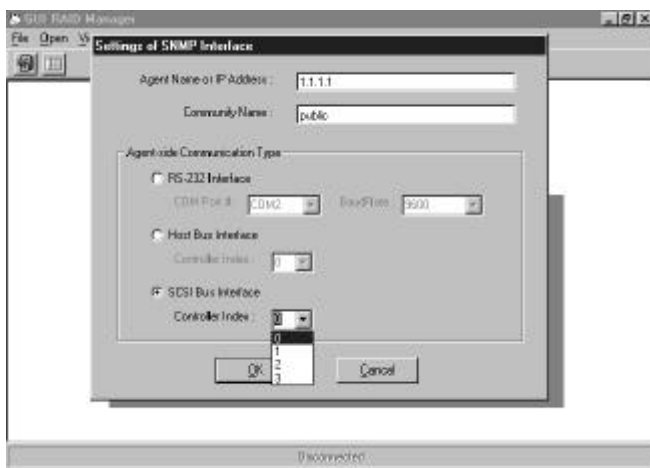 GUI RAID Manager
File Open
Settings of SNMP Interface
Agent Name or IP Address :
1.1.1.1
Community Name :
public
Agent-side Communication Type
RS-232 Interface
COM Port #:
COM2
BaudRate
9600
Host Bus Interface
Controller Index :
0
SCSI Bus Interface
Controller Index :
0
0
1
2
3
OK
Cancel
Disconnected